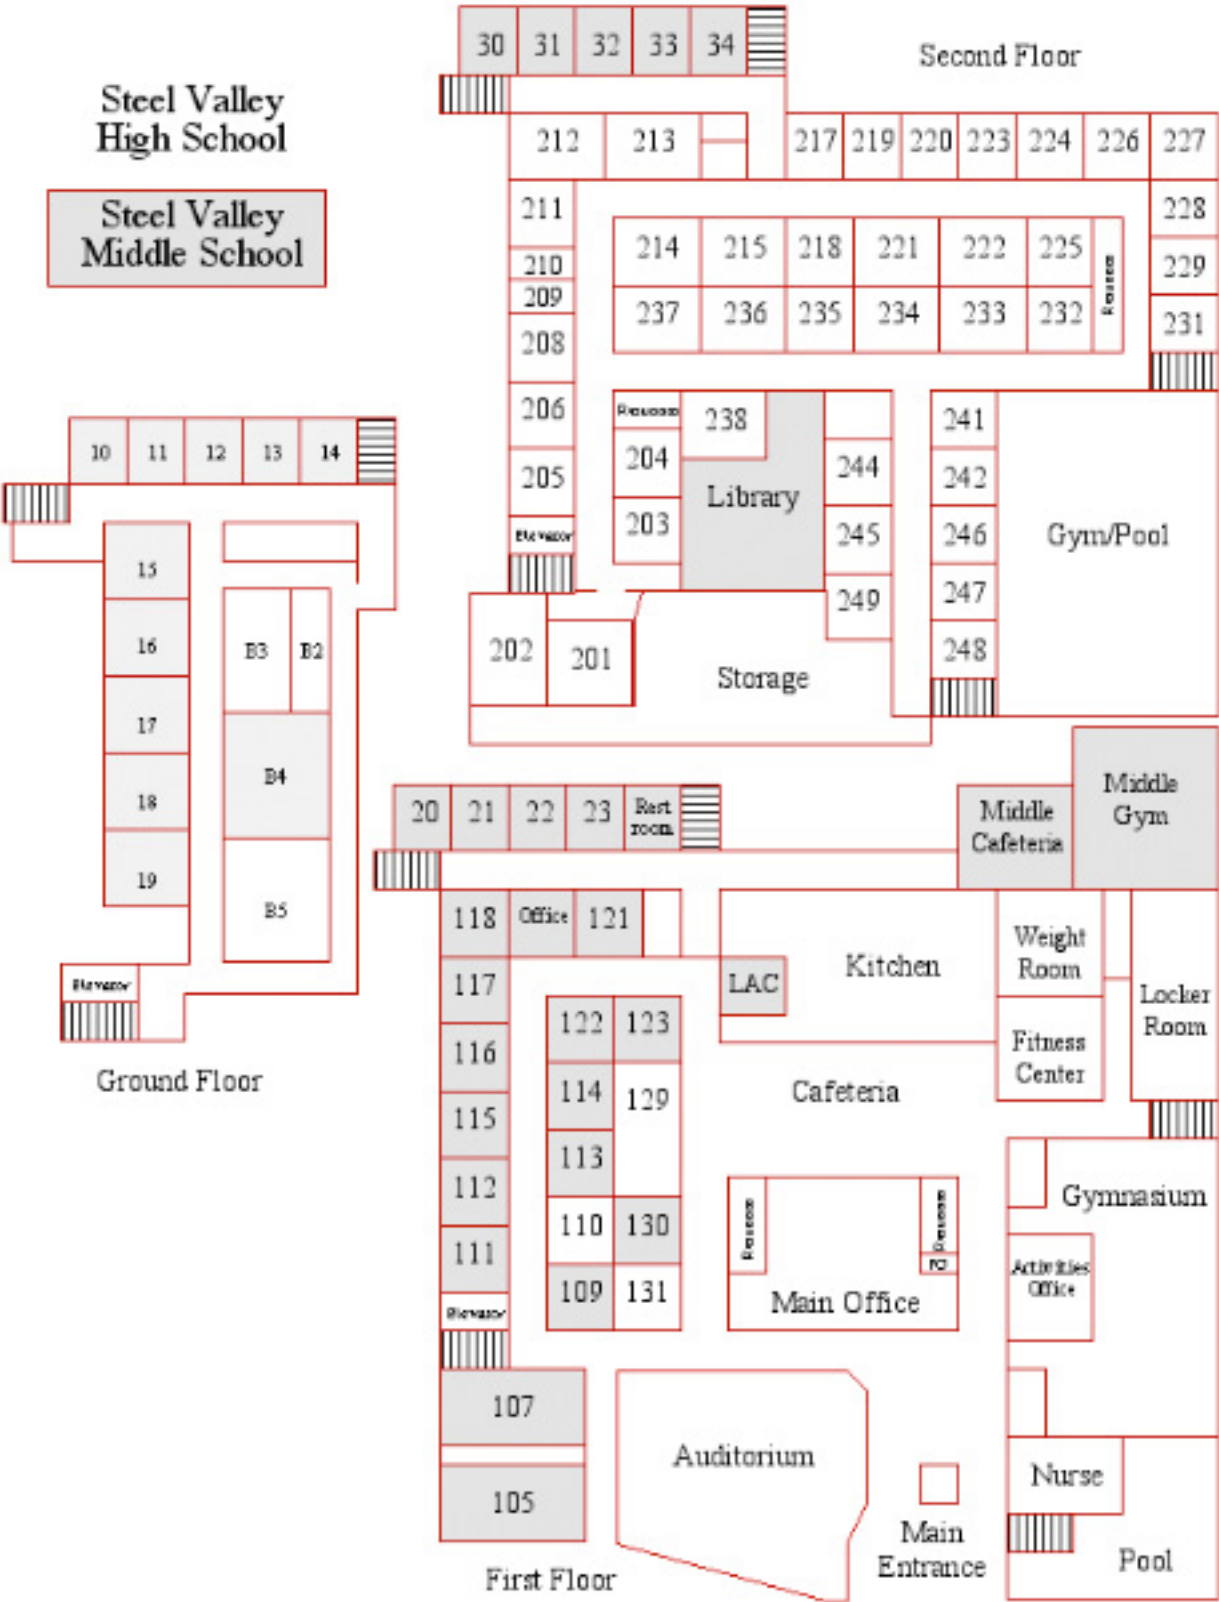 Steel Valley
High School
Steel Valley
Middle School
Second Floor
30 31 32 33 34
212 213 217 219 220 223 224 226 227
211 228
214 215 218 221 222 225
210 229
209
237 236 235 234 233 232
208 231
206 238 241
204 244 242
205 Library
203 245 246 Gym/Pool
Elevator
249 247
202 201 248
Storage
10 11 12 13 14
15
16 B3 B2
17
B4
18
19
B5
Elevator
Ground Floor
20 21 22 23 Rest
room
Middle
Cafeteria
Middle
Gym
118 Office 121
Kitchen
Weight
Room
117 LAC
Locker
Room
122 123
116
Fitness
Center
114 129 Cafeteria
115
113
112
Gymnasium
110 130
111
Activities
Office
109 131 Main Office
Elevator
107
Auditorium
Nurse
105
Main
Entrance
Pool
First Floor